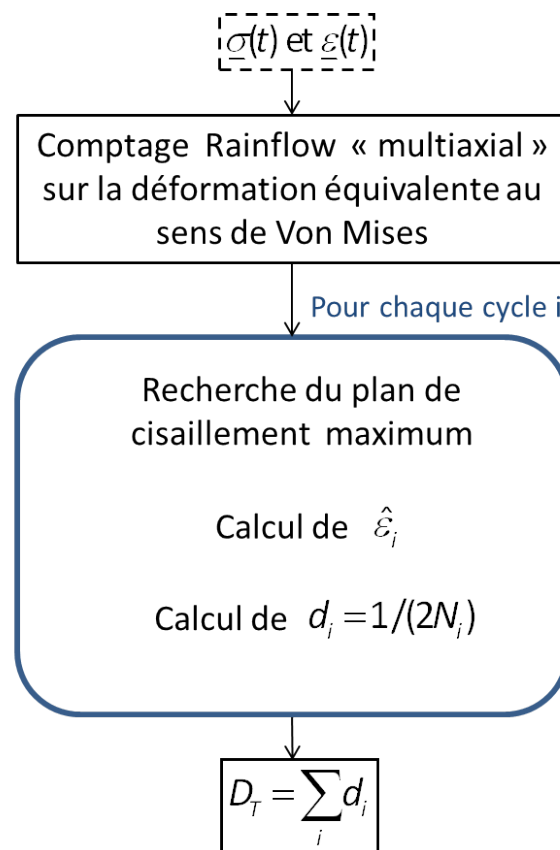 σ(t) et ε(t)
Comptage Rainflow « multiaxial »
sur la déformation équivalente au
sens de Von Mises
Pour chaque cycle i
Recherche du plan de
cisaillement maximum
Calcul de ε̂ᵢ
Calcul de dᵢ=1/(2Nᵢ)
D_T = ∑ᵢ dᵢ